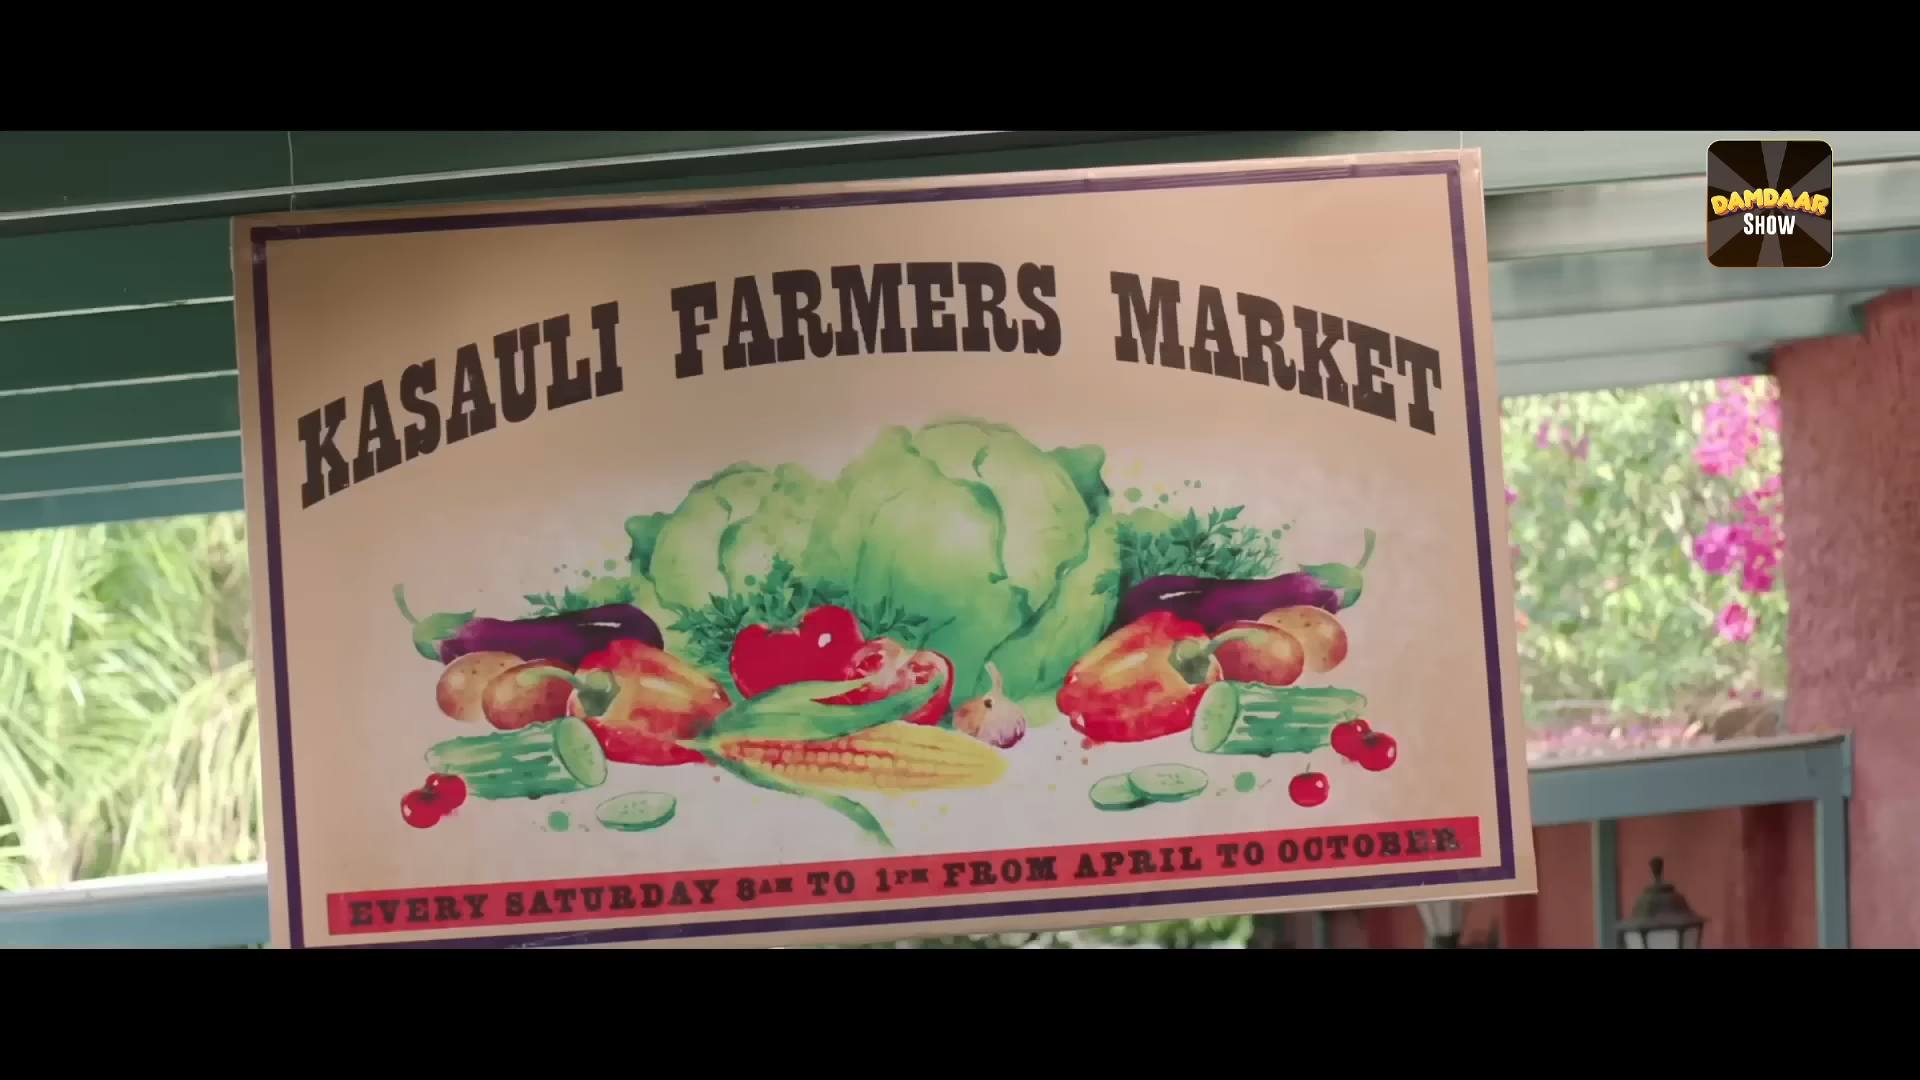 KASAULI FARMERS MARKET
EVERY SATURDAY 8AM TO 1PM FROM APRIL TO OCTOBER
DAMDAAR
SHOW